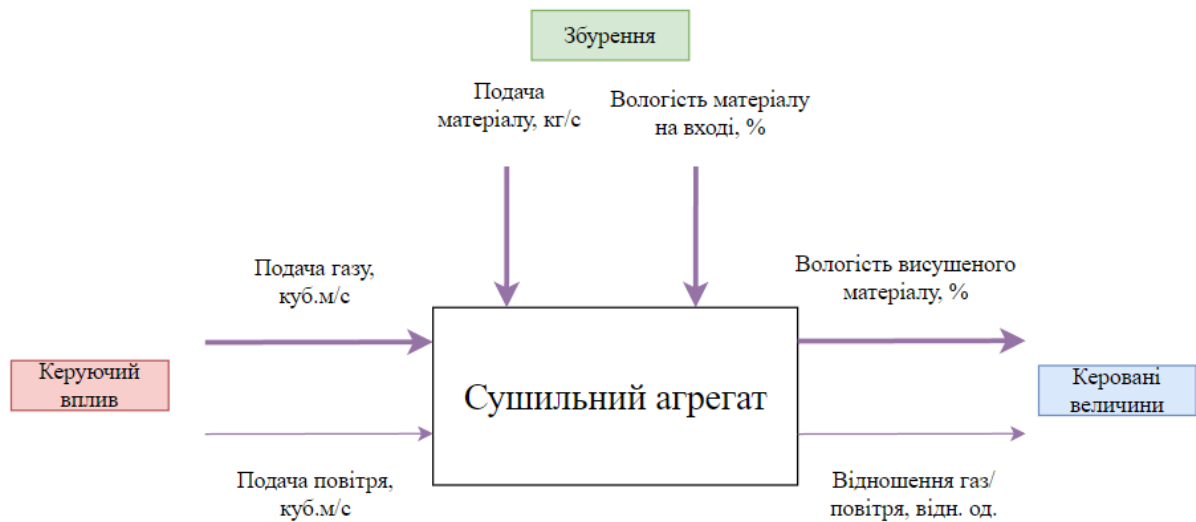 Збурення
Подача
матеріалу, кг/с
Вологість матеріалу
на вході, %
Подача газу,
куб.м/с
Вологість висушеного
матеріалу, %
Керуючий
вплив
Сушильний агрегат
Керовані
величини
Подача повітря,
куб.м/с
Відношення газ/
повітря, відн. од.